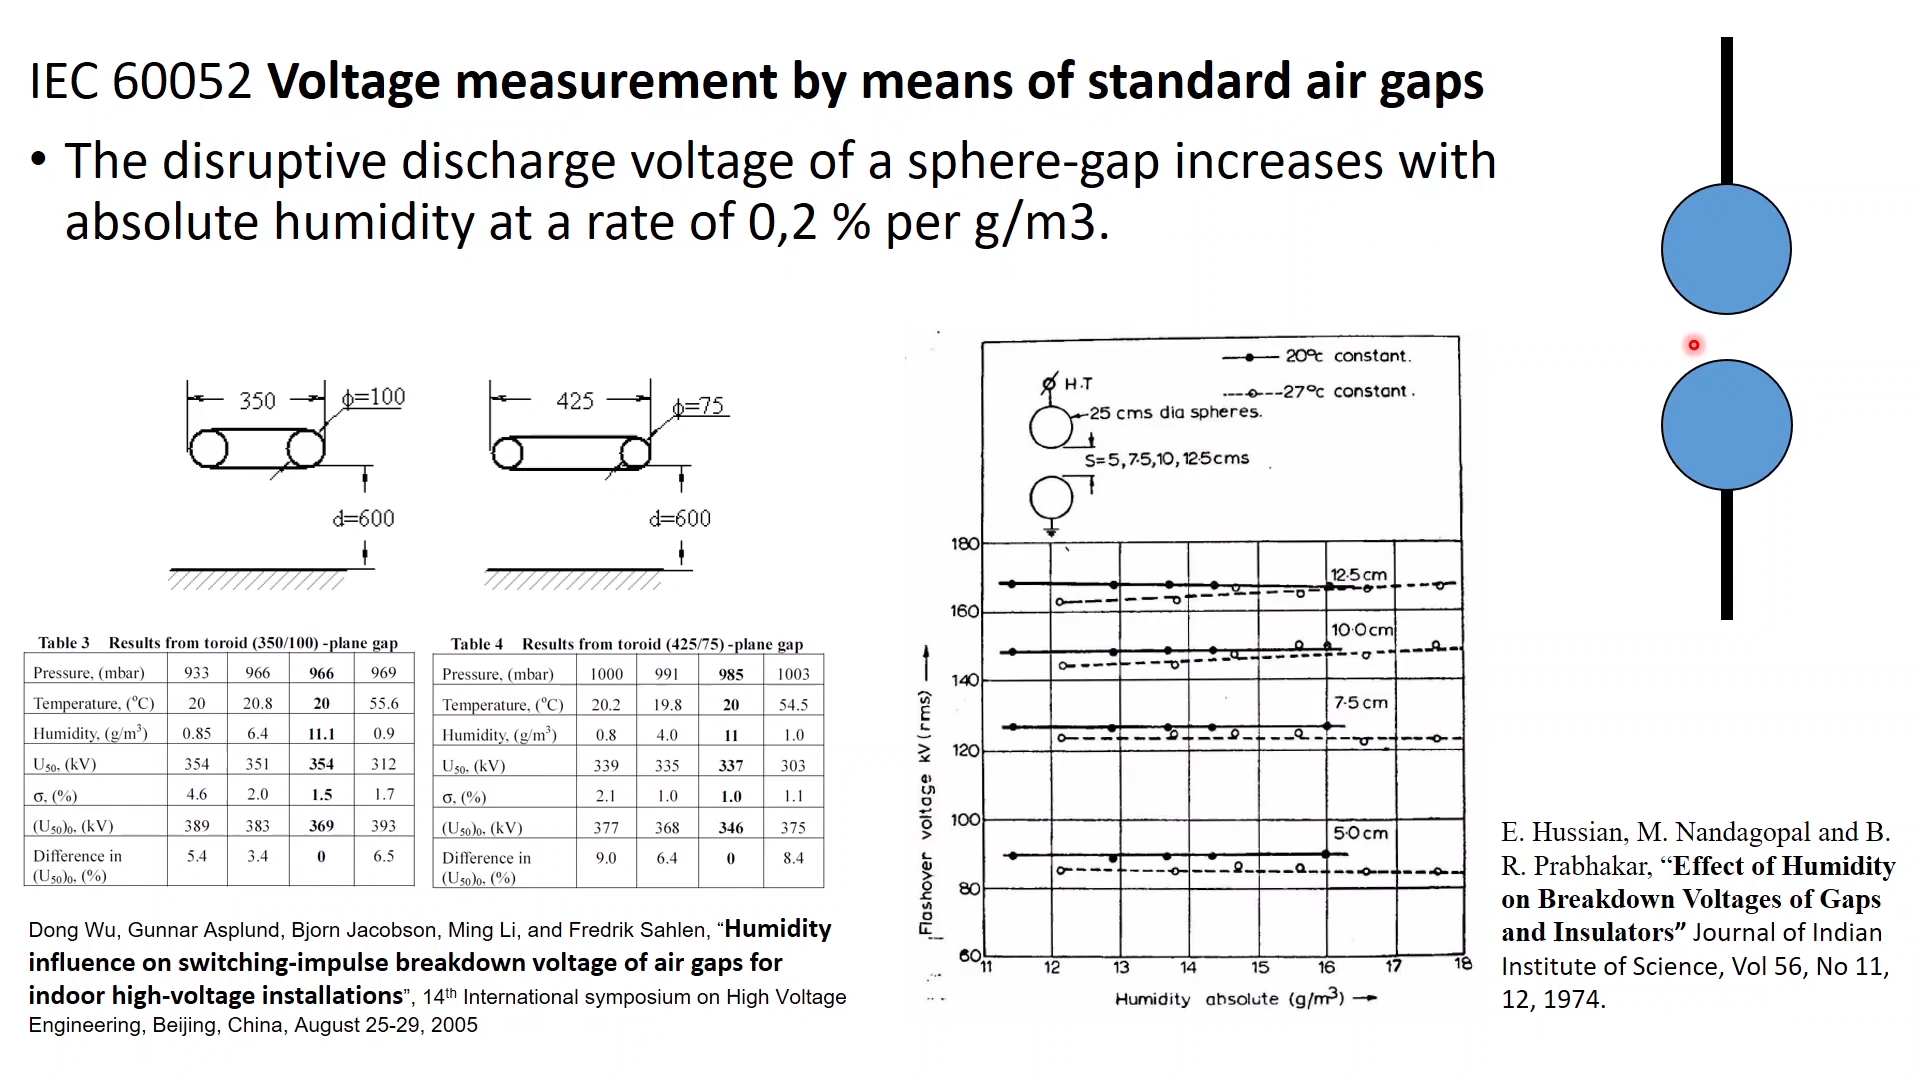 IEC 60052 Voltage measurement by means of standard air gaps
• The disruptive discharge voltage of a sphere-gap increases with
absolute humidity at a rate of 0,2 % per g/m3.
350
ϕ=100
d=600
425
ϕ=75
d=600
Table 3 Results from toroid (350/100) -plane gap
Pressure, (mbar) 933 966 966 969
Temperature, (°C) 20 20.8 20 55.6
Humidity, (g/m³) 0.85 6.4 11.1 0.9
U₅₀, (kV) 354 351 354 312
σ, (%) 4.6 2.0 1.5 1.7
(U₅₀)₀, (kV) 389 383 369 393
Difference in 5.4 3.4 0 6.5
(U₅₀)₀, (%)
Table 4 Results from toroid (425/75) -plane gap
Pressure, (mbar) 1000 991 985 1003
Temperature, (°C) 20.2 19.8 20 54.5
Humidity, (g/m³) 0.8 4.0 11 1.0
U₅₀, (kV) 339 335 337 303
σ, (%) 2.1 1.0 1.0 1.1
(U₅₀)₀, (kV) 377 368 346 375
Difference in 9.0 6.4 0 8.4
(U₅₀)₀, (%)
Dong Wu, Gunnar Asplund, Bjorn Jacobson, Ming Li, and Fredrik Sahlen, “Humidity
influence on switching-impulse breakdown voltage of air gaps for
indoor high-voltage installations”, 14th International symposium on High Voltage
Engineering, Beijing, China, August 25-29, 2005
20°c constant.
27°c constant.
H.T
25 cms dia spheres.
S=5,7·5,10,12·5cms
180
160
140
120
100
80
60
12·5 cm
10·0 cm
7·5 cm
5·0 cm
11 12 13 14 15 16 17 18
Flashover voltage kV (rms)
Humidity absolute (g/m³)
E. Hussian, M. Nandagopal and B.
R. Prabhakar, “Effect of Humidity
on Breakdown Voltages of Gaps
and Insulators” Journal of Indian
Institute of Science, Vol 56, No 11,
12, 1974.